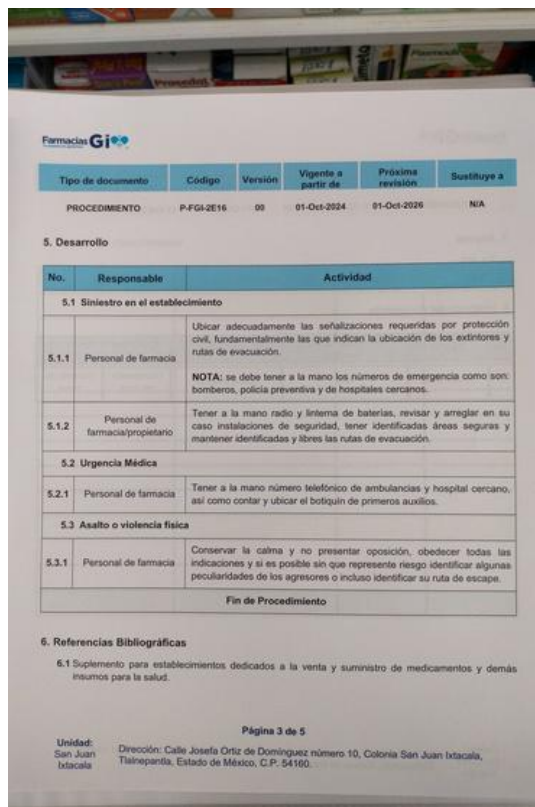 Farmacias Gi
Tipo de documento Código Versión Vigente a partir de Próxima revisión Sustituye a
PROCEDIMIENTO P-FGI-2E16 00 01-Oct-2024 01-Oct-2026 N/A
5. Desarrollo
No. Responsable Actividad
5.1 Siniestro en el establecimiento
5.1.1 Personal de farmacia
Ubicar adecuadamente las señalizaciones requeridas por protección
civil, fundamentalmente las que indican la ubicación de los extintores y
rutas de evacuación.
NOTA: se debe tener a la mano los números de emergencia como son:
bomberos, policía preventiva y de hospitales cercanos.
5.1.2 Personal de
farmacia/propietario
Tener a la mano radio y linterna de baterías, revisar y arreglar en su
caso instalaciones de seguridad, tener identificadas áreas seguras y
mantener identificadas y libres las rutas de evacuación.
5.2 Urgencia Médica
5.2.1 Personal de farmacia
Tener a la mano número telefónico de ambulancias y hospital cercano,
así como contar y ubicar el botiquín de primeros auxilios.
5.3 Asalto o violencia física
5.3.1 Personal de farmacia
Conservar la calma y no presentar oposición, obedecer todas las
indicaciones y si es posible sin que represente riesgo identificar algunas
peculiaridades de los agresores o incluso identificar su ruta de escape.
Fin de Procedimiento
6. Referencias Bibliográficas
6.1 Suplemento para establecimientos dedicados a la venta y suministro de medicamentos y demás
insumos para la salud.
Página 3 de 5
Unidad:
San Juan
Ixtacala
Dirección: Calle Josefa Ortiz de Domínguez número 10, Colonia San Juan Ixtacala,
Tlalnepantla, Estado de México, C.P. 54160.